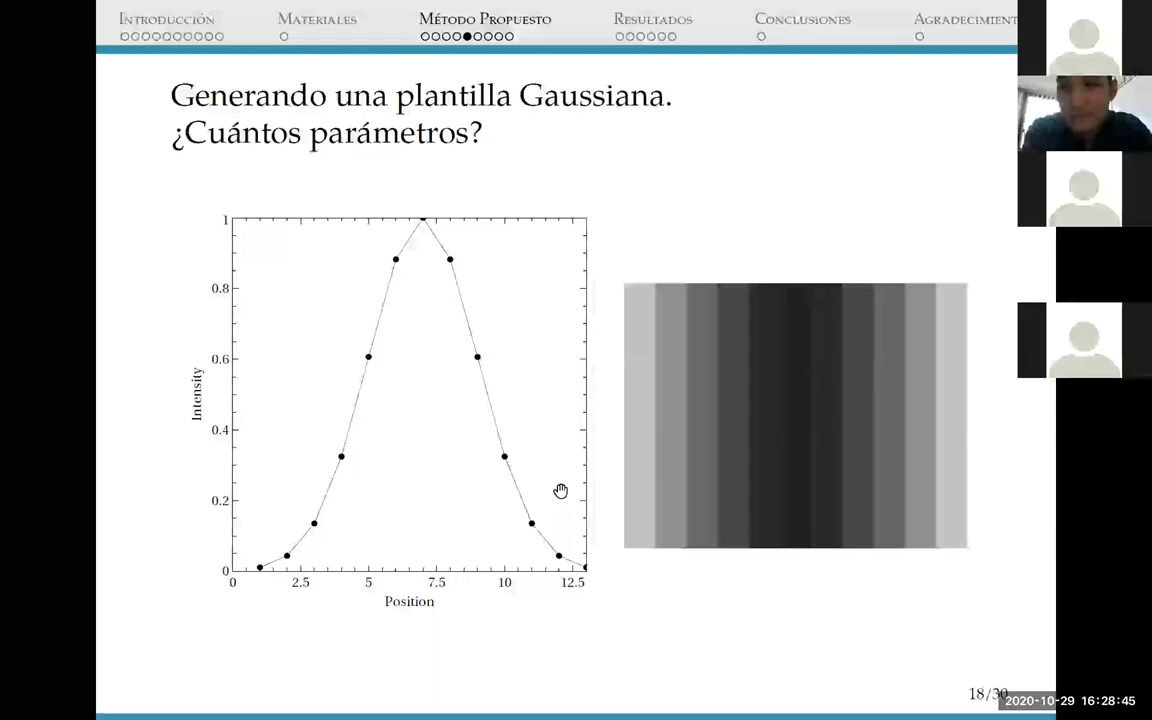 INTRODUCCIÓN MATERIALES MÉTODO PROPUESTO RESULTADOS CONCLUSIONES AGRADECIMIENT
Generando una plantilla Gaussiana.
¿Cuántos parámetros?
1
0.8
0.6
0.4
0.2
0
Intensity
0 2.5 5 7.5 10 12.5
Position
18/30
2020-10-29 16:28:45